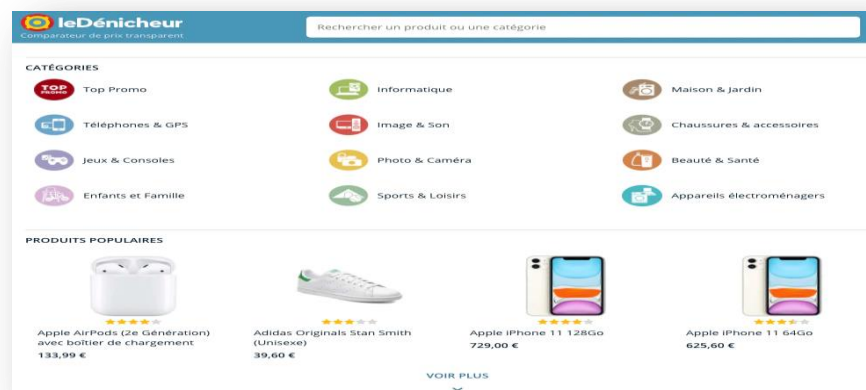 leDénicheur
Comparateur de prix transparent
Rechercher un produit ou une catégorie
CATÉGORIES
TOP PROMO
Top Promo
Informatique
Maison & Jardin
Téléphones & GPS
Image & Son
Chaussures & accessoires
Jeux & Consoles
Photo & Caméra
Beauté & Santé
Enfants et Famille
Sports & Loisirs
Appareils électroménagers
PRODUITS POPULAIRES
Apple AirPods (2e Génération)
avec boîtier de chargement
133,99 €
Adidas Originals Stan Smith
(Unisexe)
39,60 €
Apple iPhone 11 128Go
729,00 €
Apple iPhone 11 64Go
625,60 €
VOIR PLUS